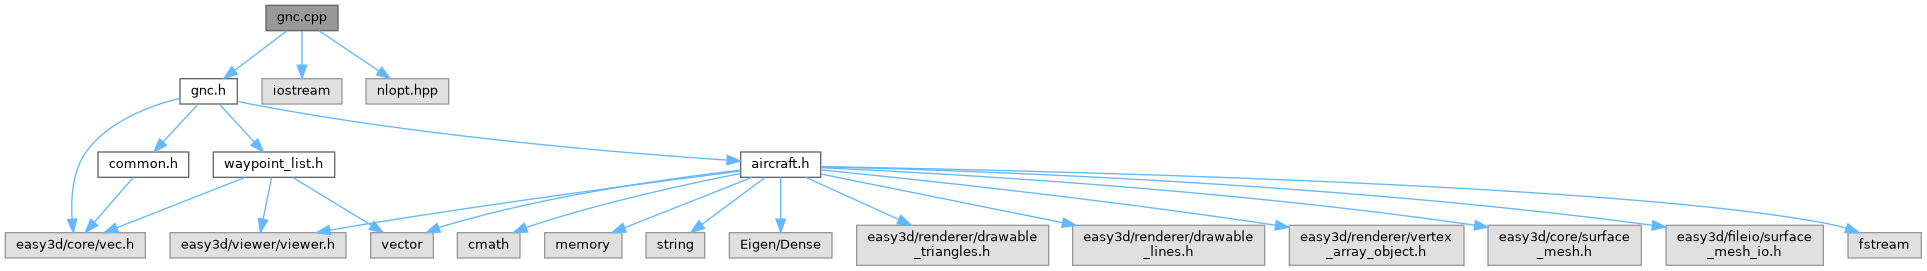 gnc.cpp
gnc.h
iostream
nlopt.hpp
common.h
waypoint_list.h
aircraft.h
easy3d/core/vec.h
easy3d/viewer/viewer.h
vector
cmath
memory
string
Eigen/Dense
easy3d/renderer/drawable
_triangles.h
easy3d/renderer/drawable
_lines.h
easy3d/renderer/vertex
_array_object.h
easy3d/core/surface
_mesh.h
easy3d/fileio/surface
_mesh_io.h
fstream